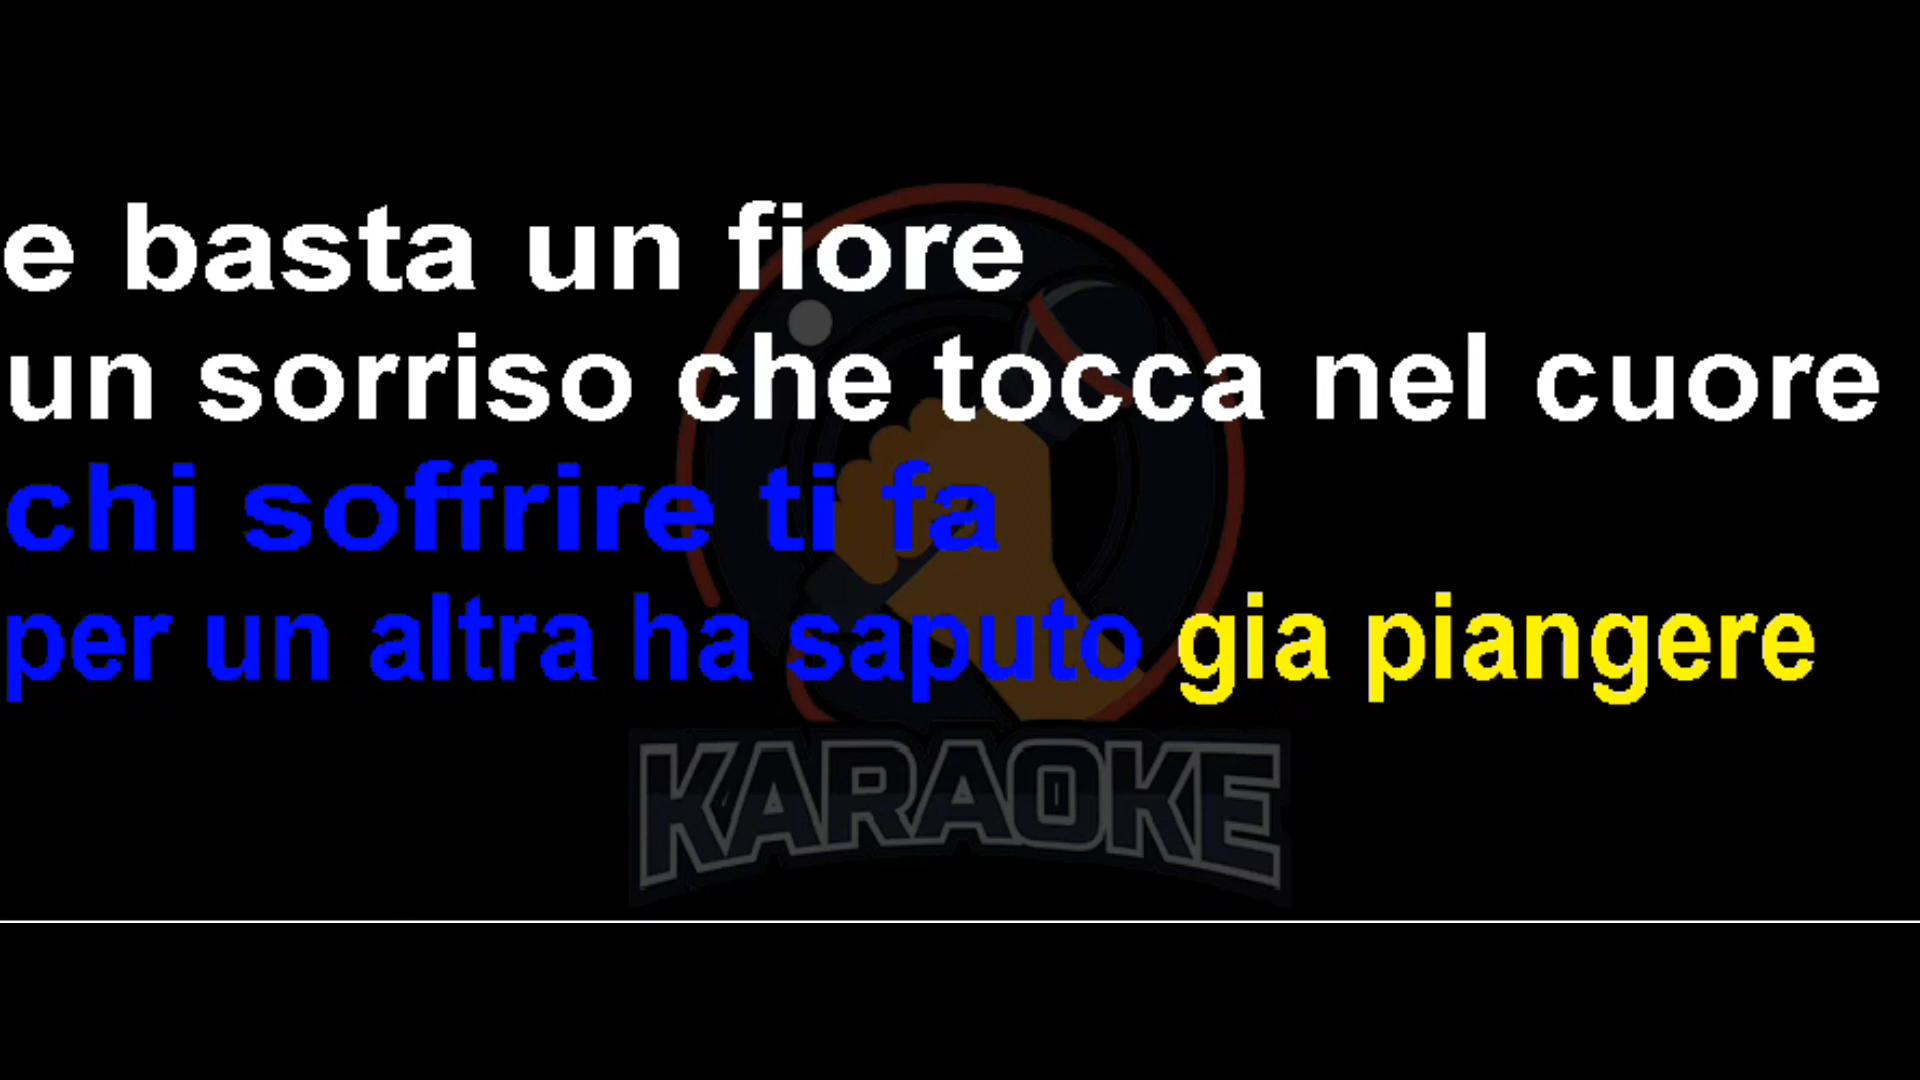 e basta un fiore
un sorriso che tocca nel cuore
chi soffrire ti fa
per un altra ha saputo gia piangere
KARAOKE